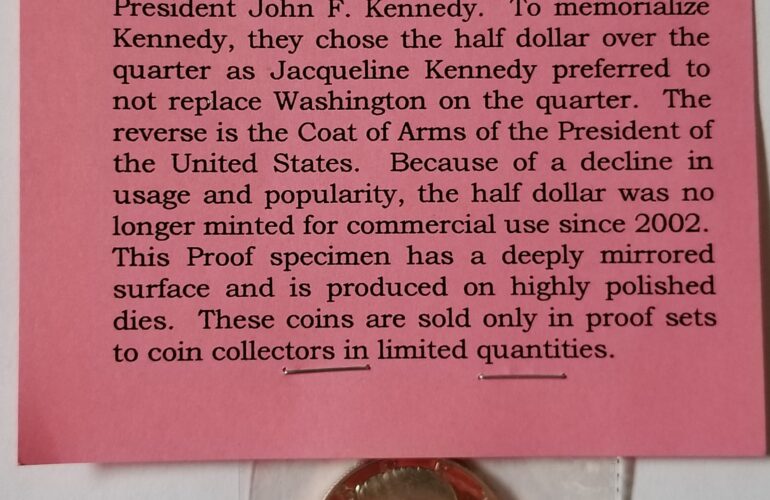 President John F. Kennedy. To memorialize
Kennedy, they chose the half dollar over the
quarter as Jacqueline Kennedy preferred to
not replace Washington on the quarter. The
reverse is the Coat of Arms of the President of
the United States. Because of a decline in
usage and popularity, the half dollar was no
longer minted for commercial use since 2002.
This Proof specimen has a deeply mirrored
surface and is produced on highly polished
dies. These coins are sold only in proof sets
to coin collectors in limited quantities.